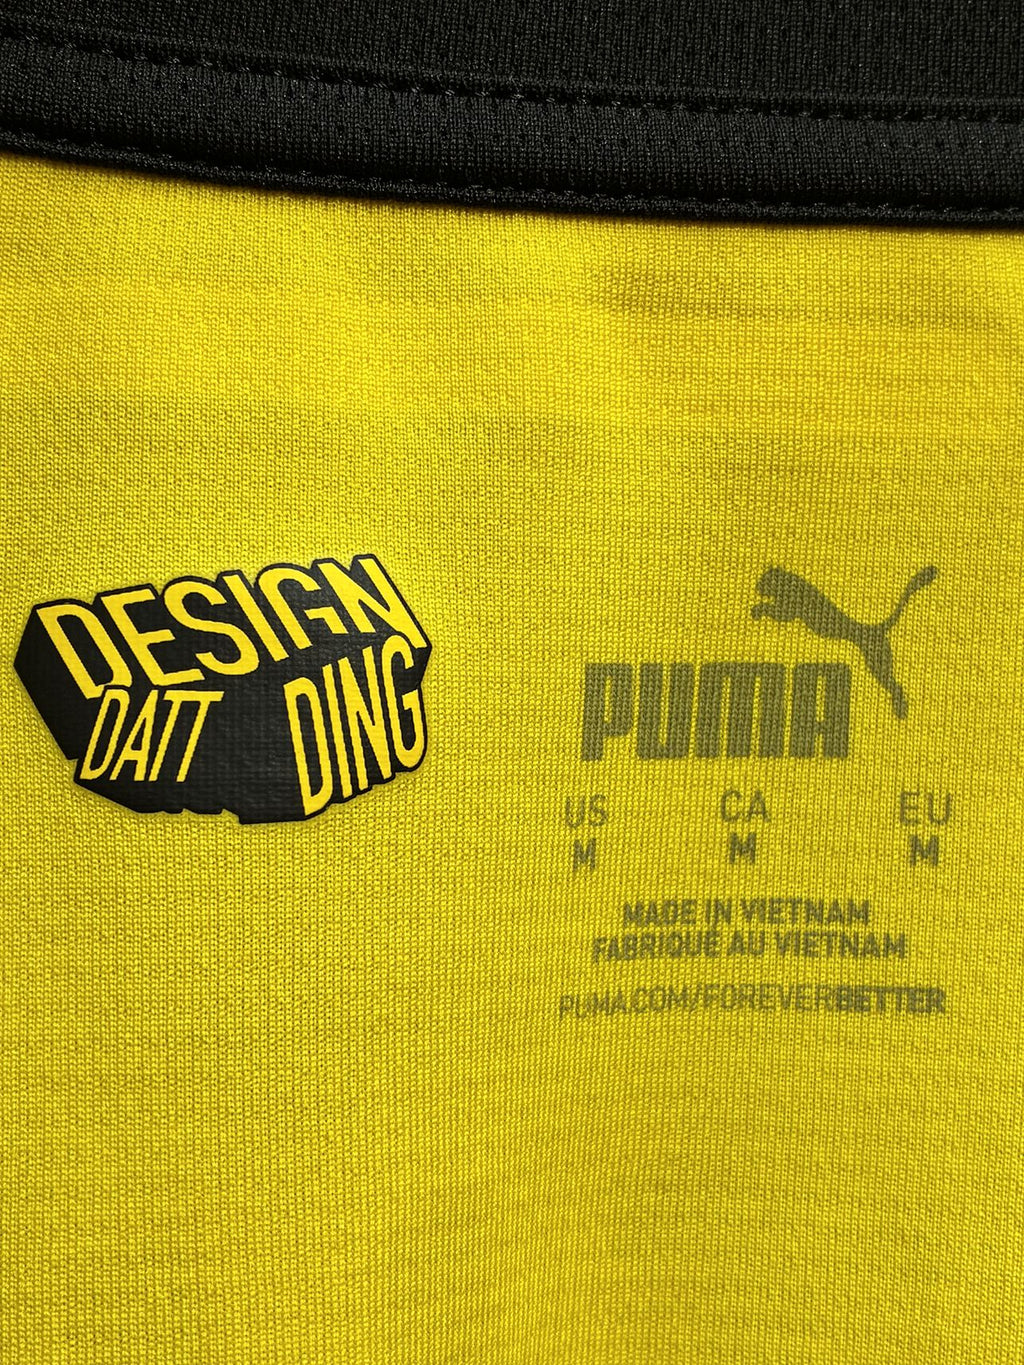 DESIGN
DATT DING
PUMA
US CA EU
M M M
MADE IN VIETNAM
FABRIQUÉ AU VIETNAM
PUMA.COM/FOREVERBETTER